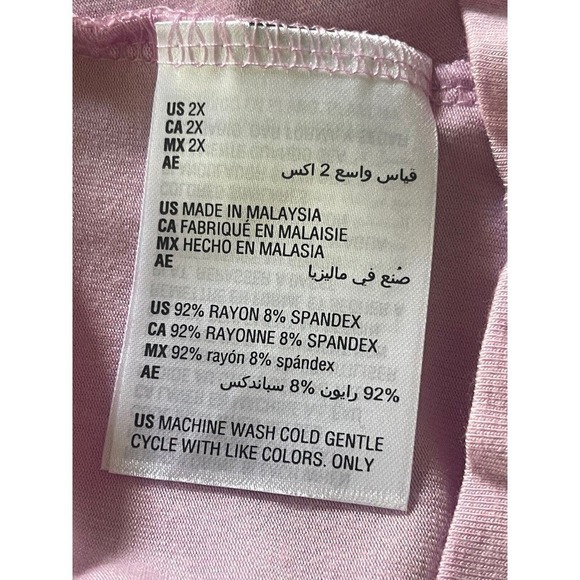 US 2X
CA 2X
MX 2X
AE قياس واسع 2 اكس
US MADE IN MALAYSIA
CA FABRIQUÉ EN MALAISIE
MX HECHO EN MALASIA
AE صُنع في ماليزيا
US 92% RAYON 8% SPANDEX
CA 92% RAYONNE 8% SPANDEX
MX 92% rayón 8% spándex
AE 92% رايون 8% سباندكس
US MACHINE WASH COLD GENTLE
CYCLE WITH LIKE COLORS. ONLY